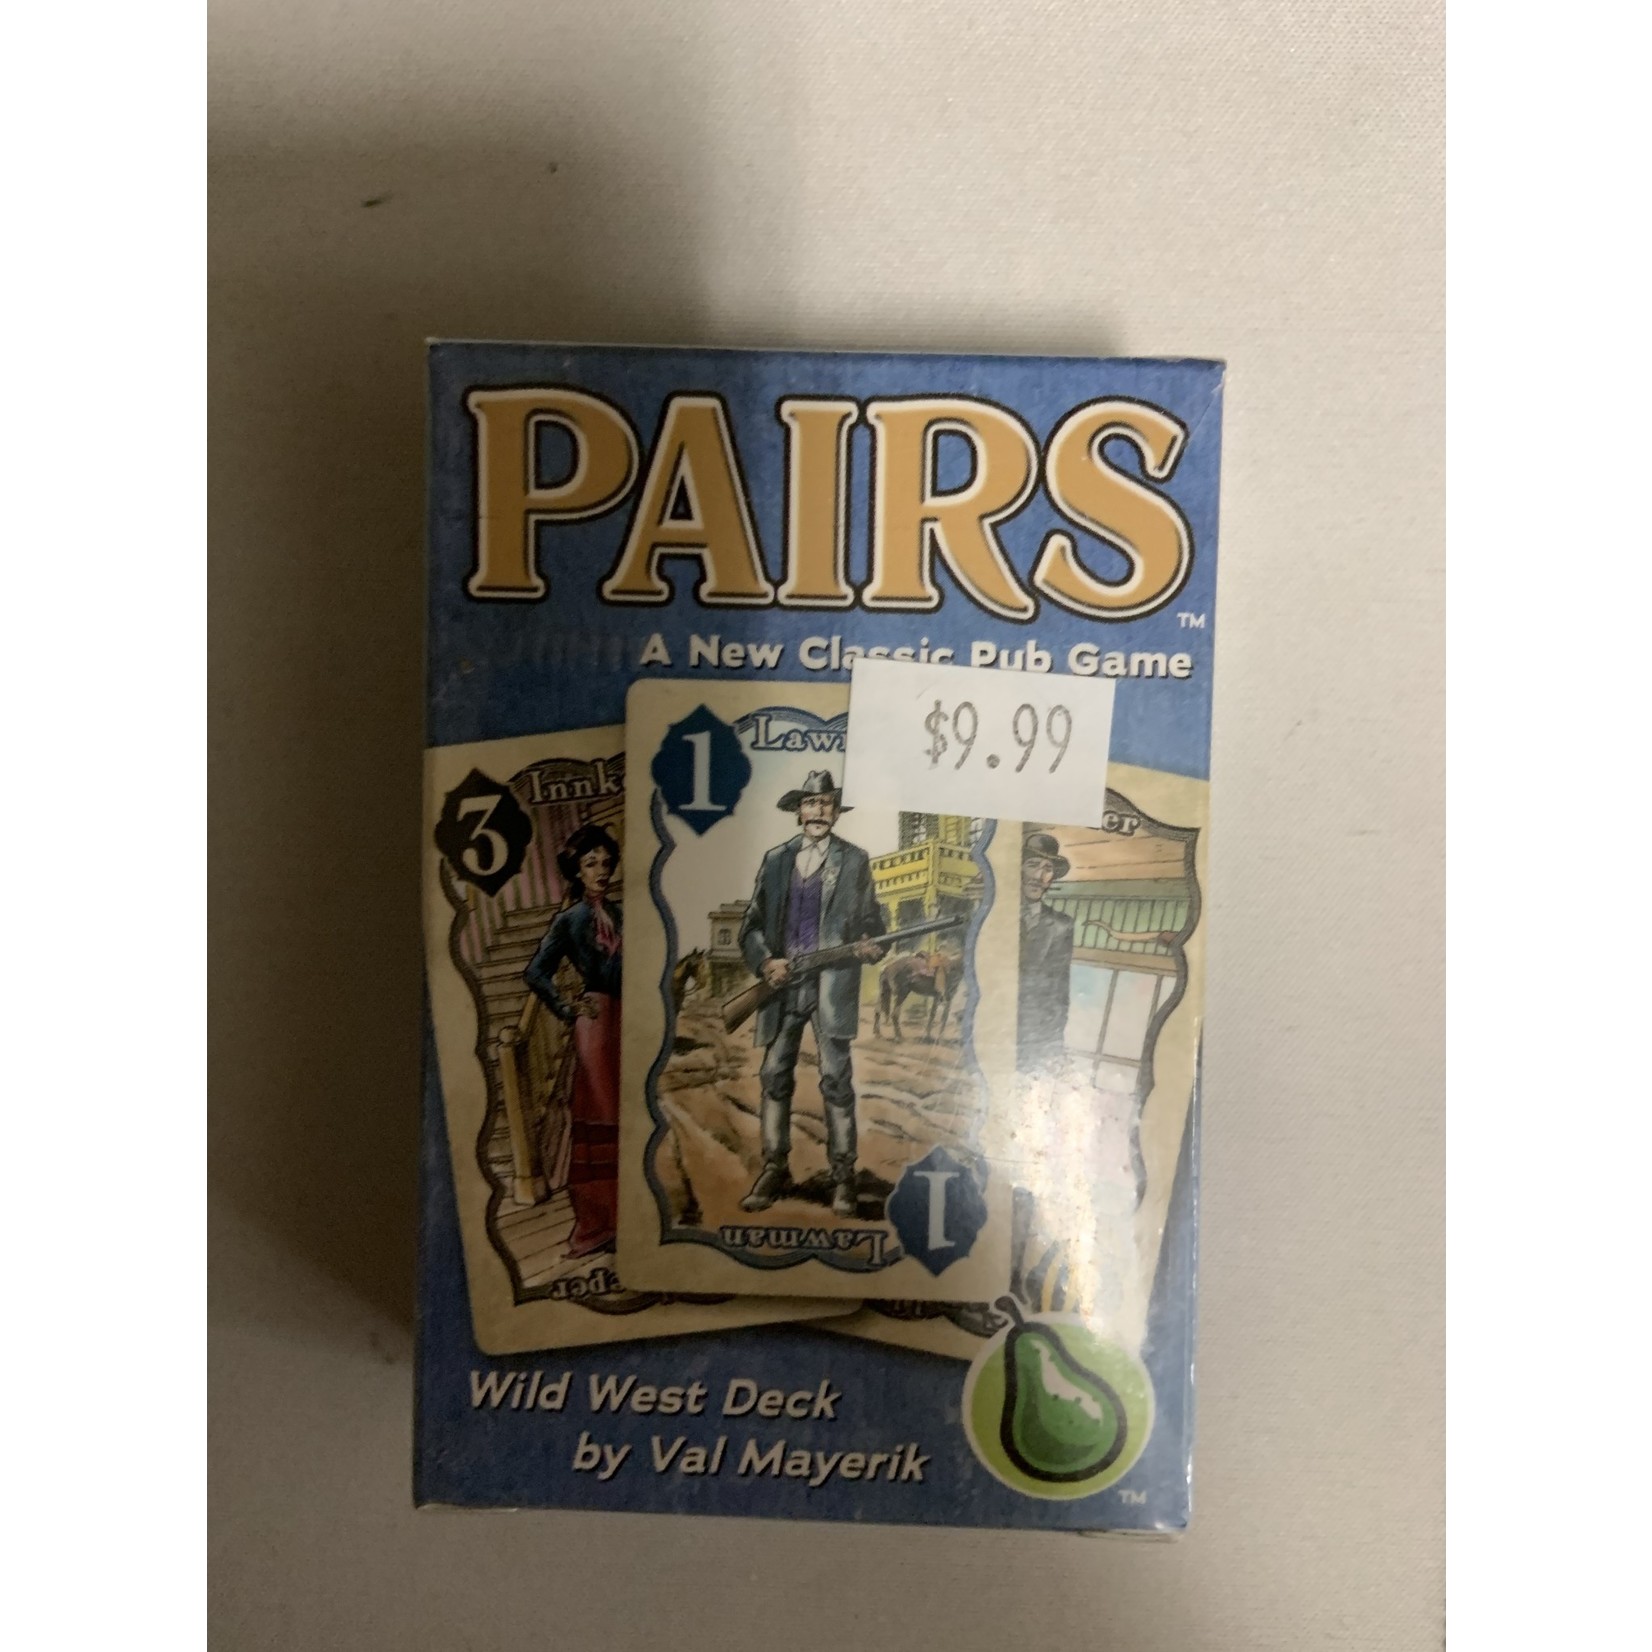 PAIRS
TM
A New Classic Pub Game
$9.99
1
3
1
Lawman
Wild West Deck
by Val Mayerik
TM